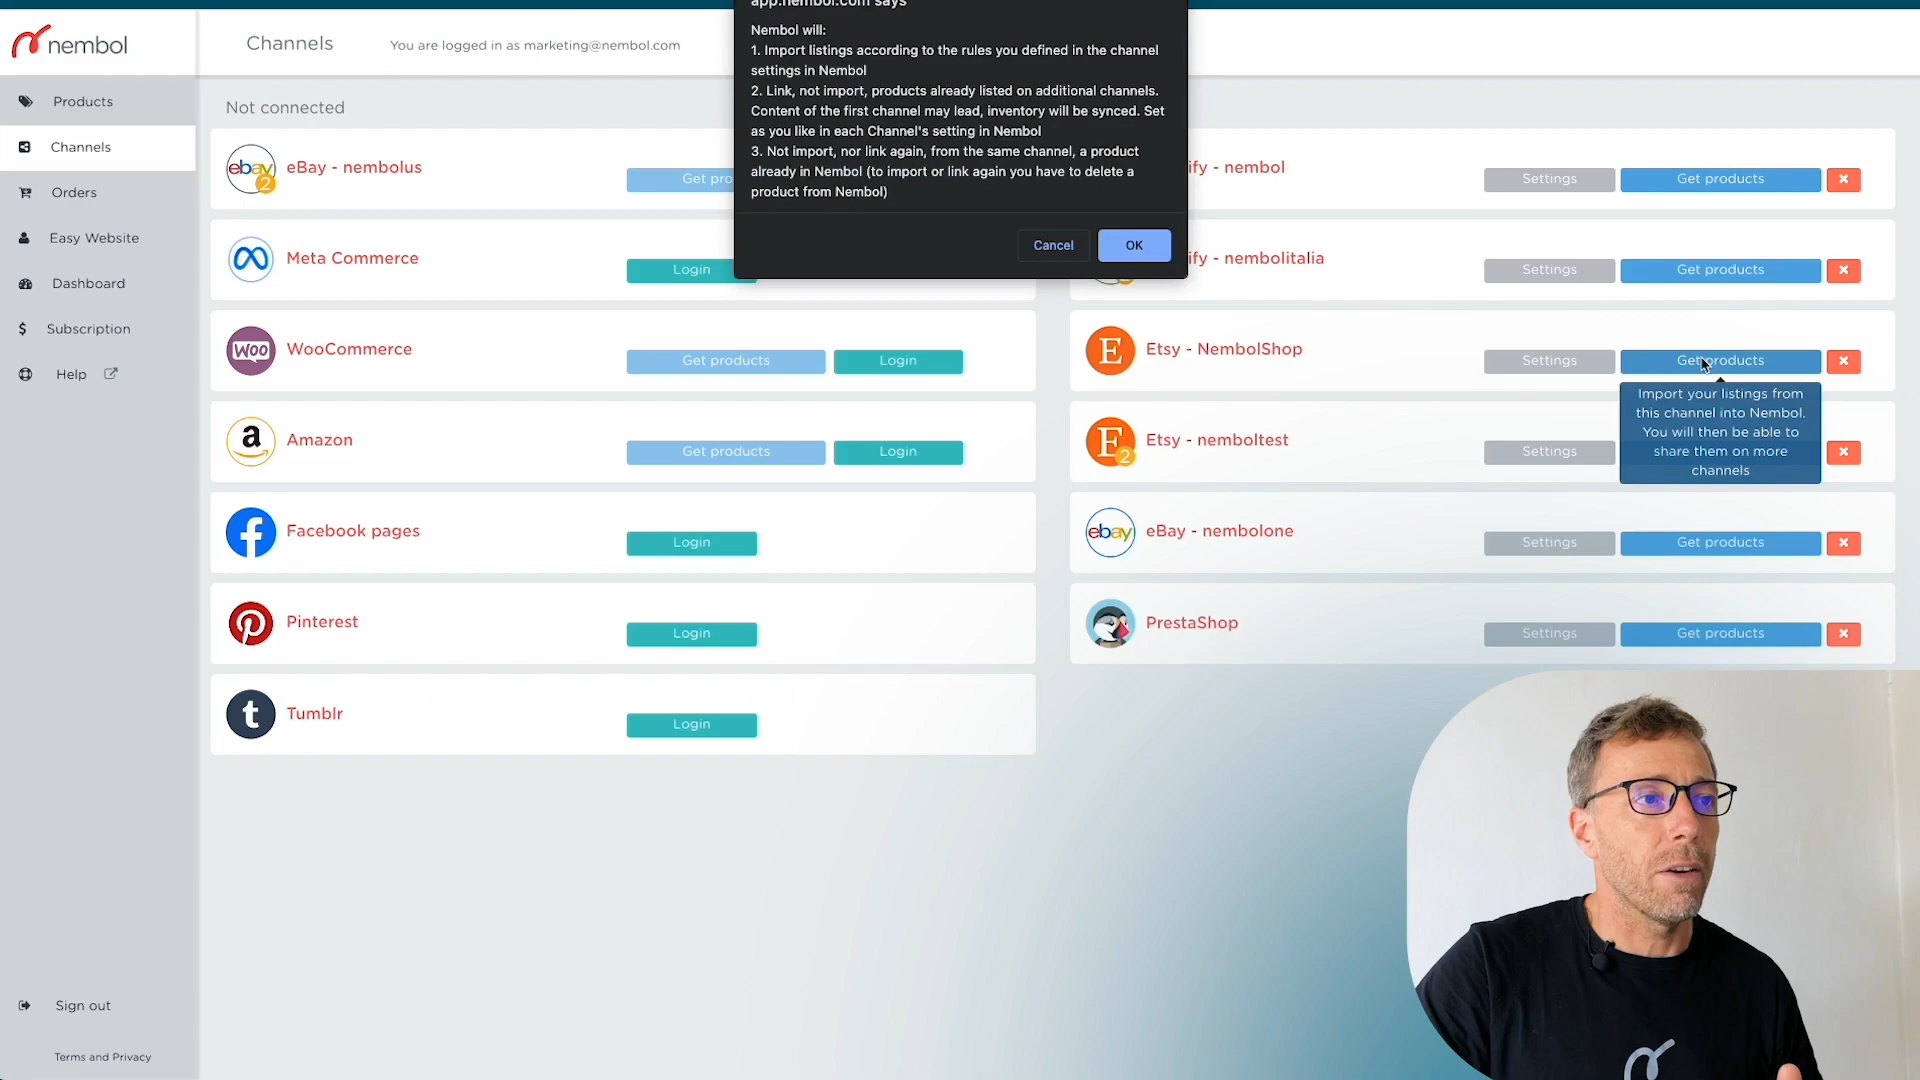 nembol
Channels
You are logged in as marketing@nembol.com
Products
Channels
Orders
Easy Website
Dashboard
$ Subscription
Help
Sign out
Terms and Privacy
app.nembol.com says
Nembol will:
1. Import listings according to the rules you defined in the channel
settings in Nembol
2. Link, not import, products already listed on additional channels.
Content of the first channel may lead, inventory will be synced. Set
as you like in each Channel's setting in Nembol
3. Not import, nor link again, from the same channel, a product
already in Nembol (to import or link again you have to delete a
product from Nembol)
Cancel OK
Not connected
ebay 2 eBay - nembolus Get pro
Meta Commerce Login
WOO WooCommerce Get products Login
a Amazon Get products Login
Facebook pages Login
Pinterest Login
t Tumblr Login
ify - nembol Settings Get products
ify - nembolitalia Settings Get products
E Etsy - NembolShop Settings Get products
Import your listings from
this channel into Nembol.
You will then be able to
share them on more
channels
E 2 Etsy - nemboltest Settings
ebay eBay - nembolone Settings Get products
PrestaShop Settings Get products